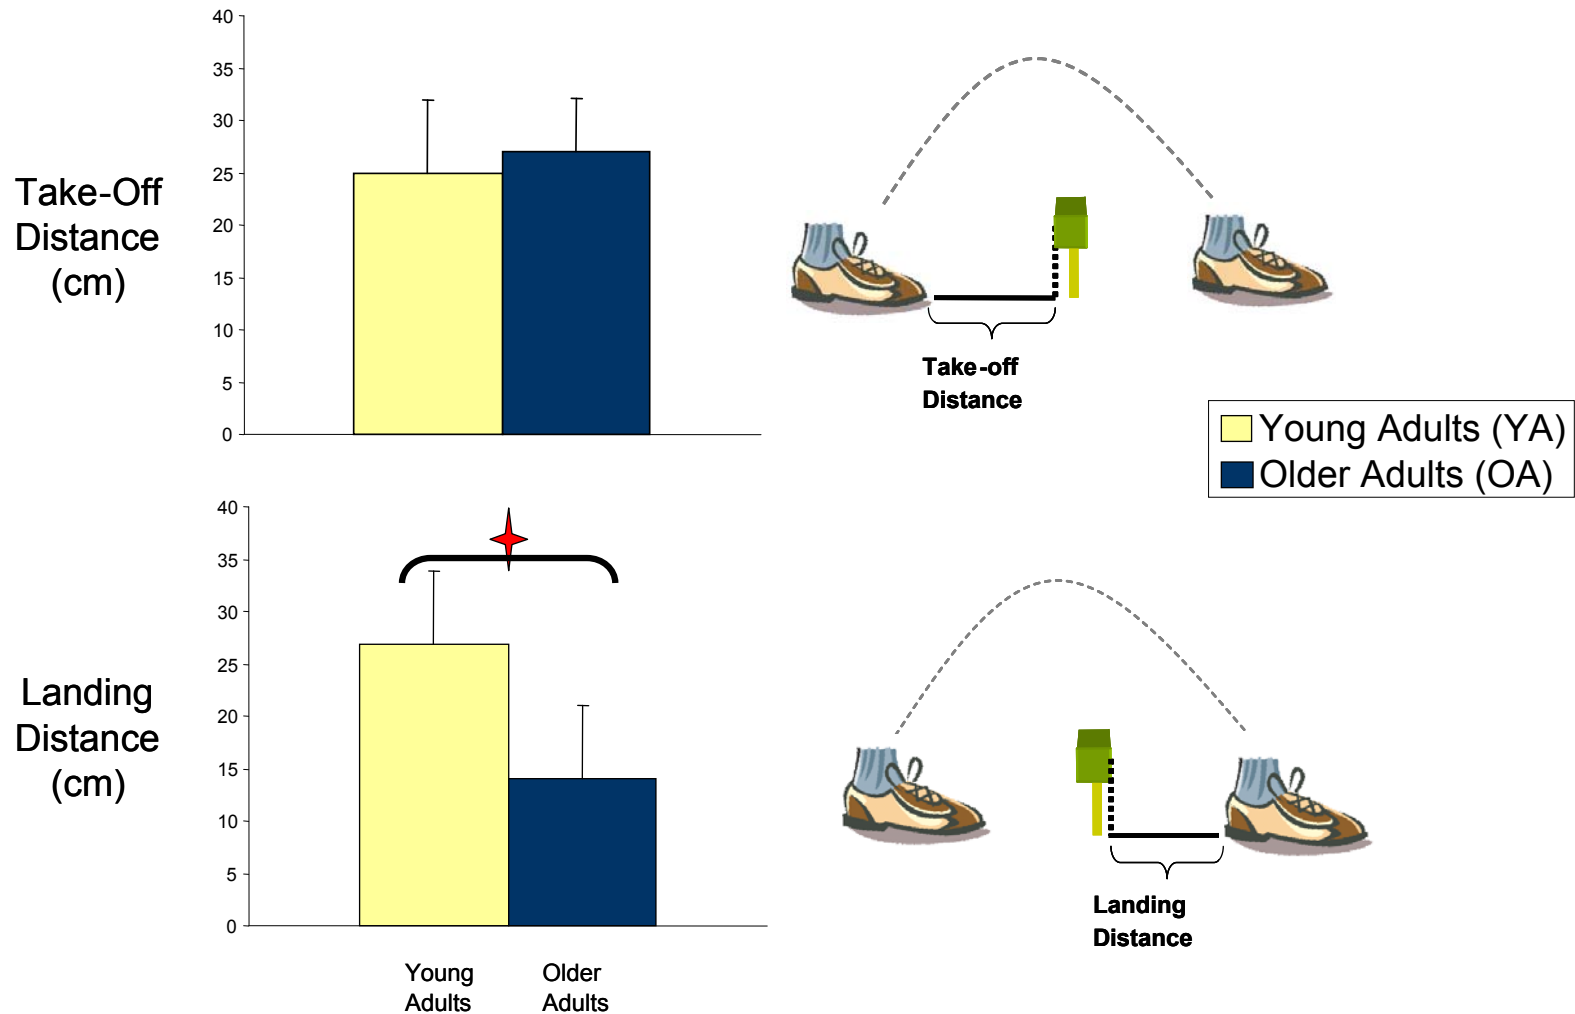 40
35
30
25
20
15
10
5
0
Take-Off
Distance
(cm)
Take-off
Distance
Young Adults (YA)
Older Adults (OA)
40
35
30
25
20
15
10
5
0
Landing
Distance
(cm)
Landing
Distance
Young
Adults
Older
Adults